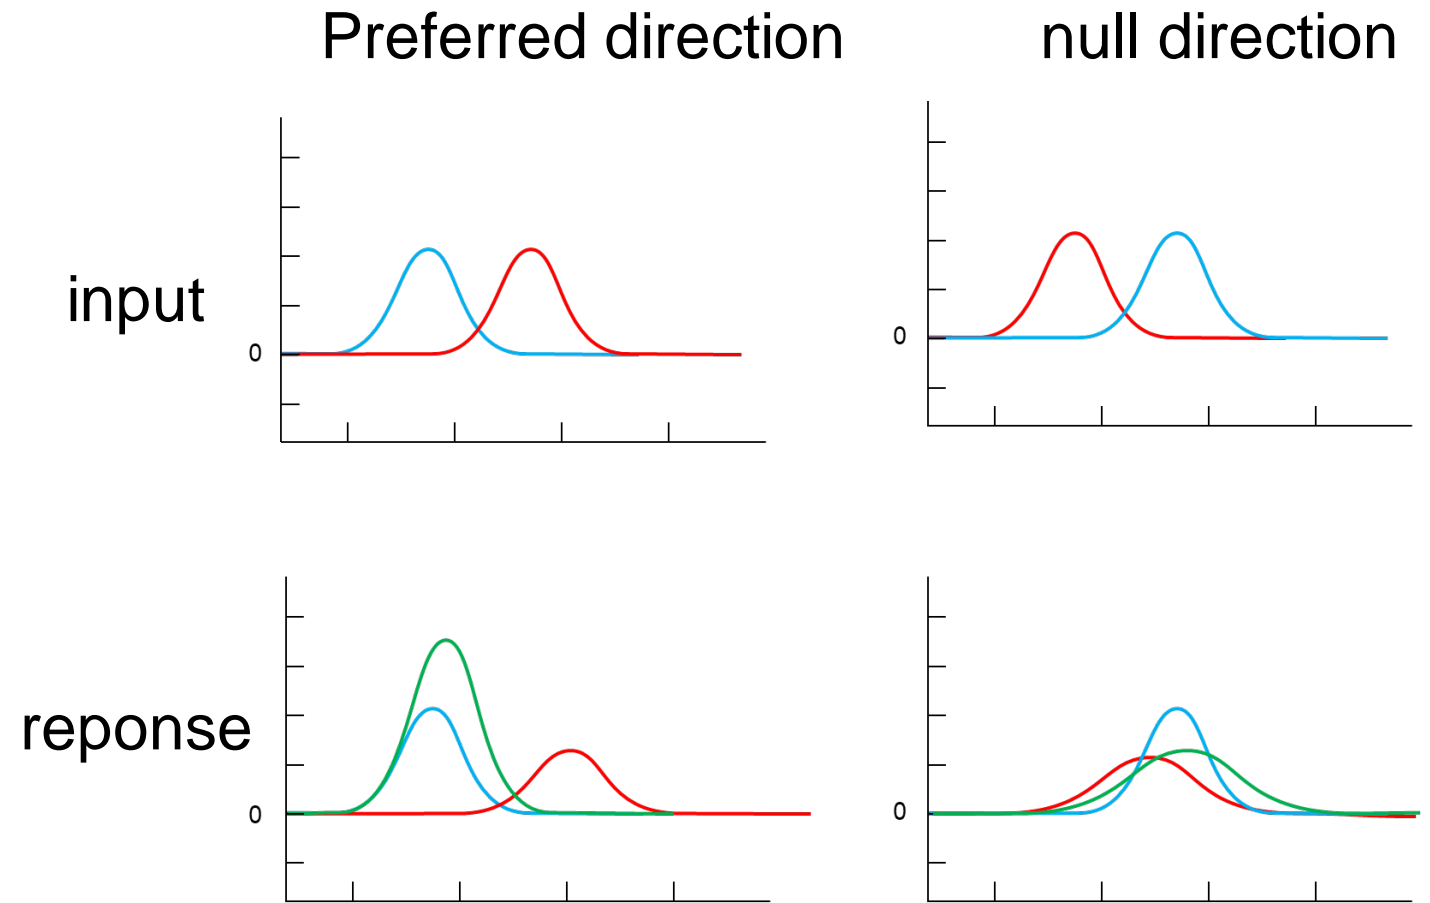 Preferred direction
null direction
input
0
0
reponse
0
0